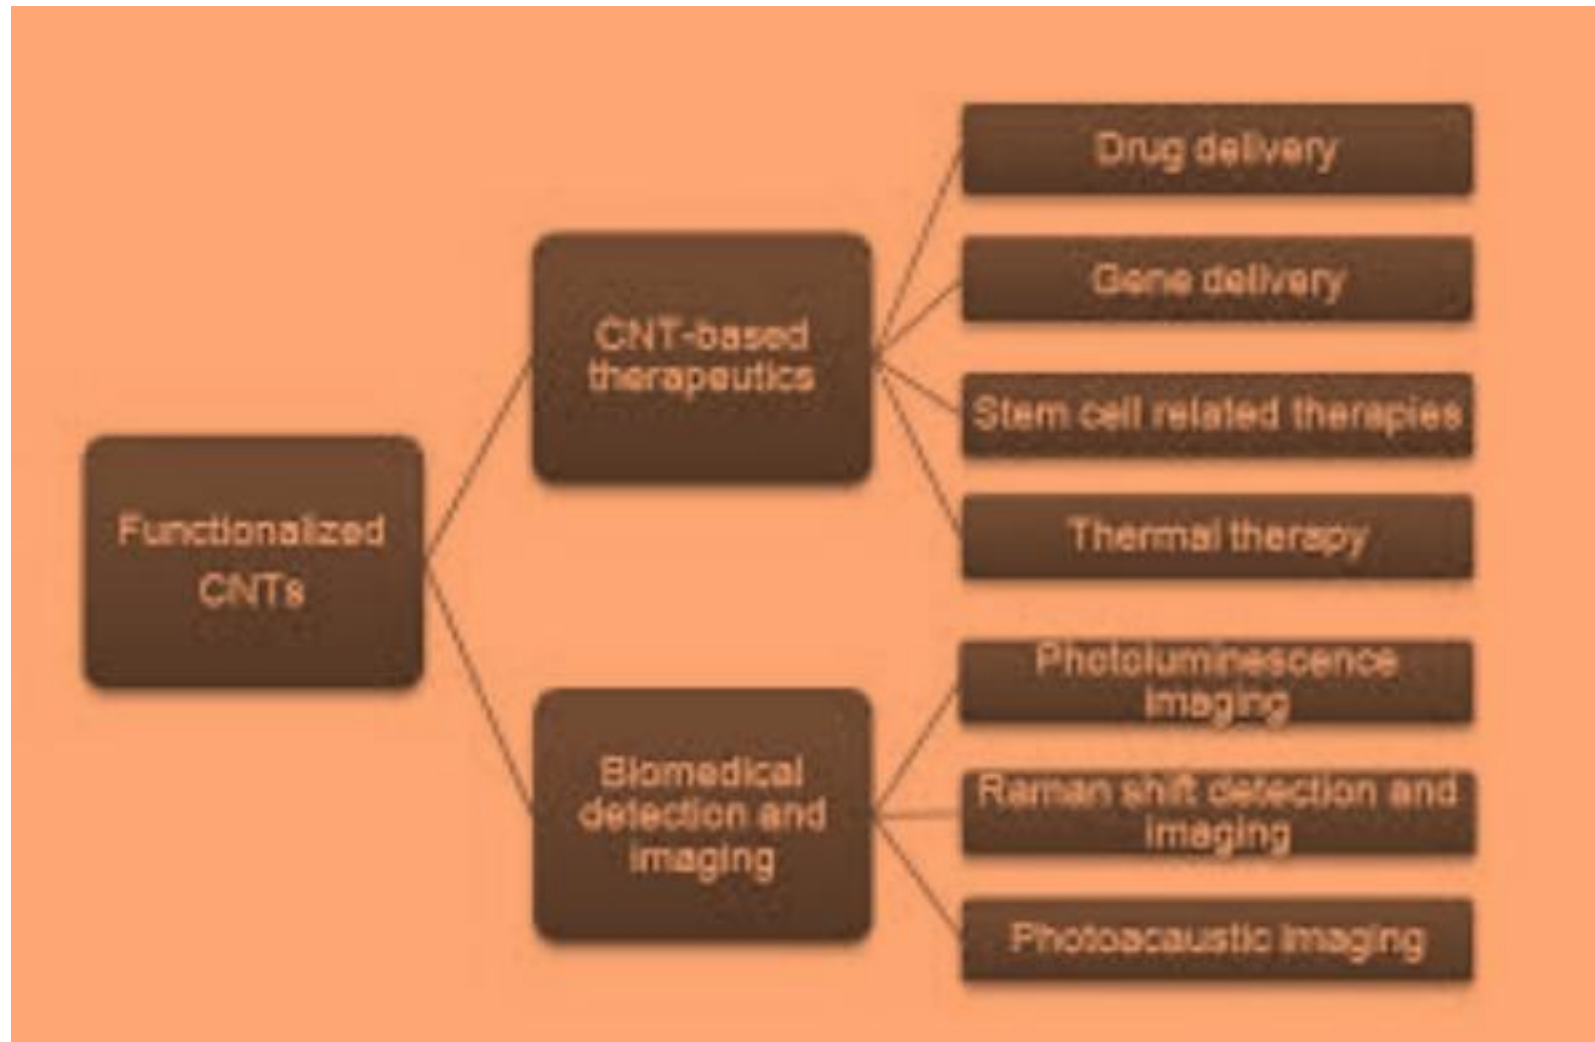 Functionalized
CNTs
CNT-based
therapeutics
Drug delivery
Gene delivery
Stem cell related therapies
Thermal therapy
Biomedical
detection and
imaging
Photoluminescence
imaging
Raman shift detection and
imaging
Photoacaustic imaging